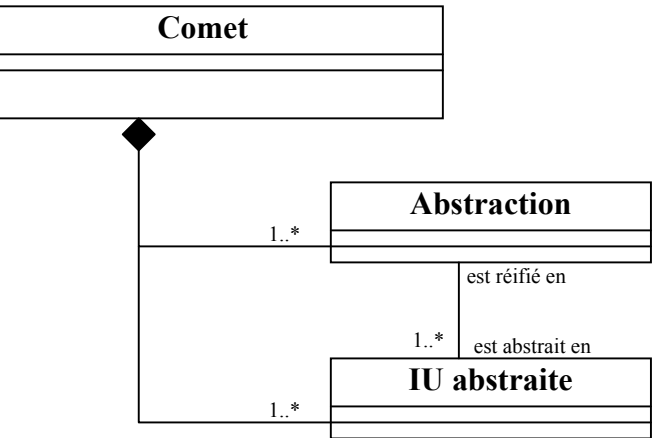 Comet
Abstraction
1..*
est réifié en
1..*
est abstrait en
IU abstraite
1..*